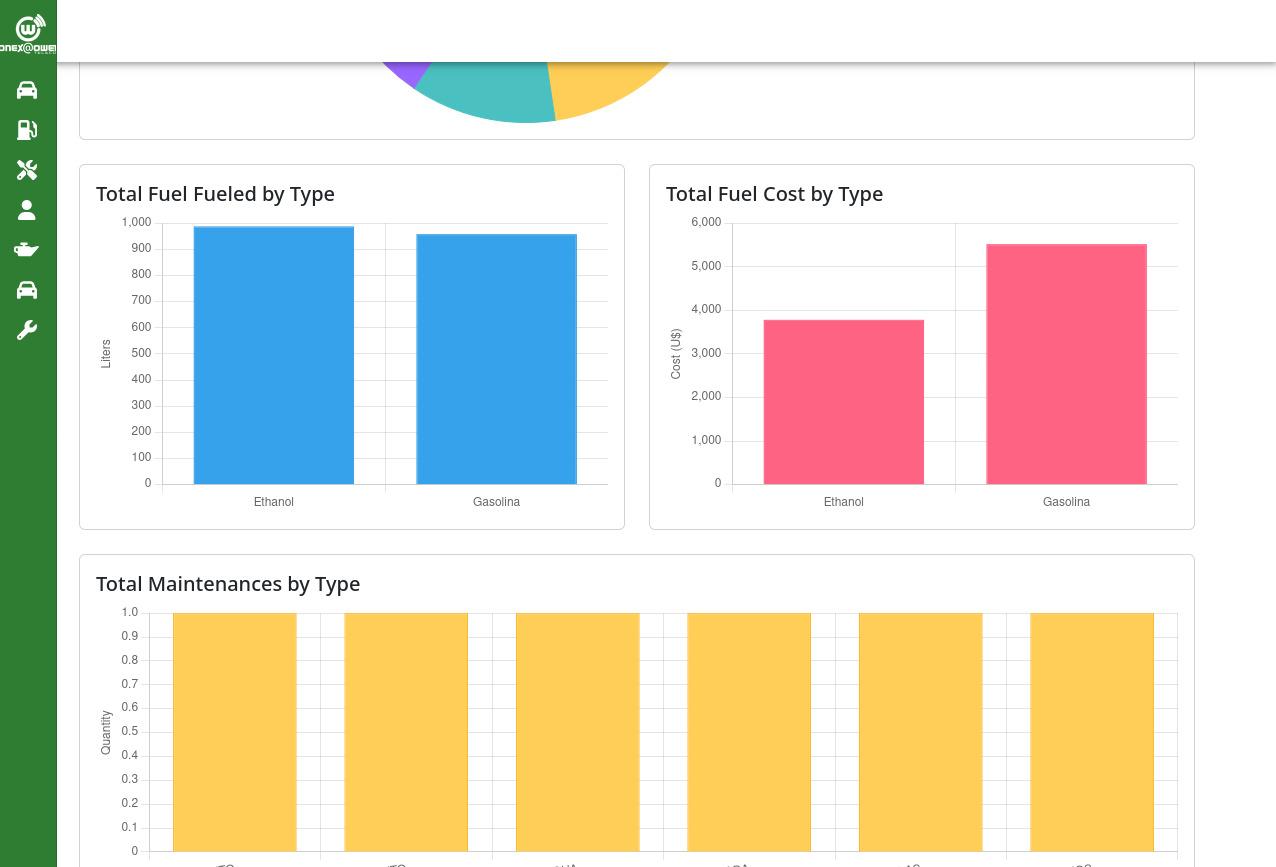 Total Fuel Fueled by Type
1,000
900
800
700
600
500
400
300
200
100
0
Liters
Ethanol
Gasolina
Total Fuel Cost by Type
6,000
5,000
4,000
3,000
2,000
1,000
0
Cost (U$)
Ethanol
Gasolina
Total Maintenances by Type
1.0
0.9
0.8
0.7
0.6
0.5
0.4
0.3
0.2
0.1
0
Quantity